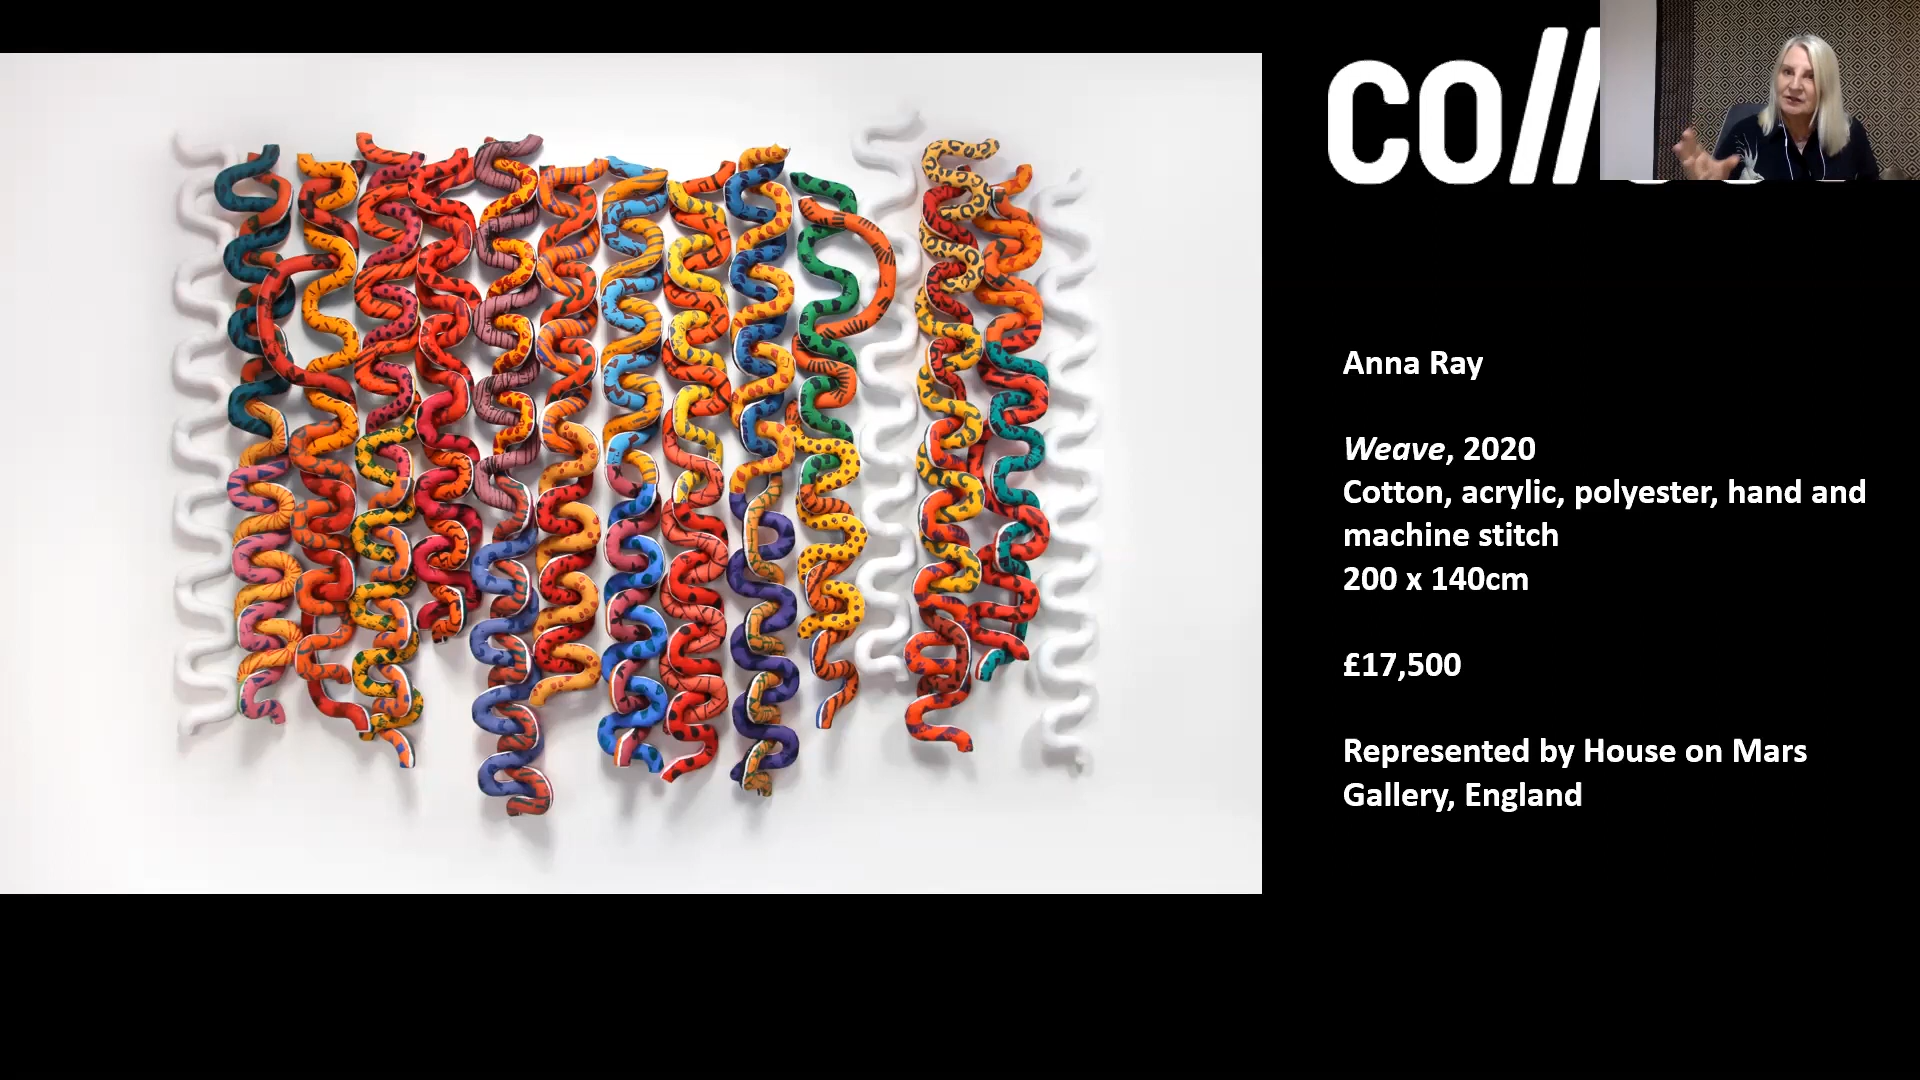 co//
Anna Ray
Weave, 2020
Cotton, acrylic, polyester, hand and
machine stitch
200 x 140cm
£17,500
Represented by House on Mars
Gallery, England